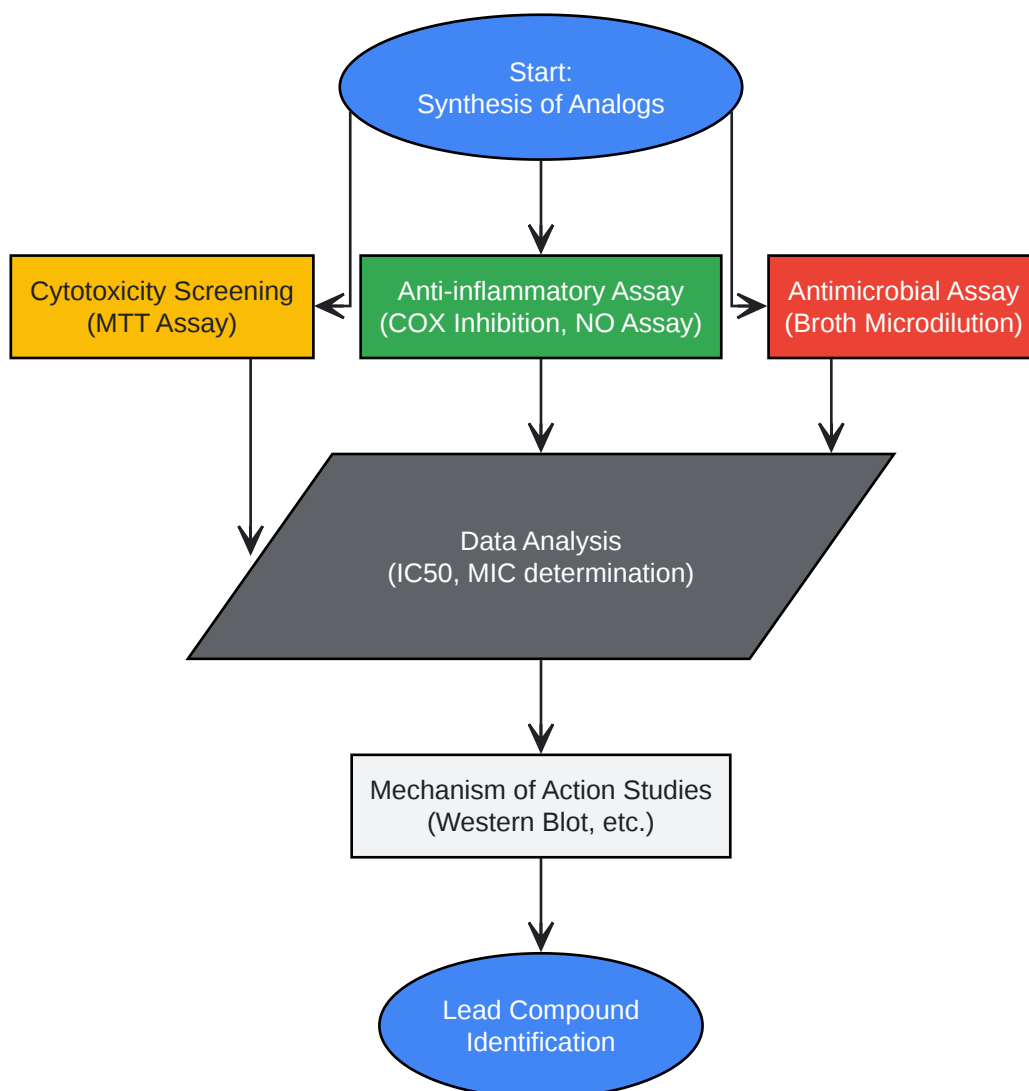 Start:
Synthesis of Analogs
Cytotoxicity Screening
(MTT Assay)
Anti-inflammatory Assay
(COX Inhibition, NO Assay)
Antimicrobial Assay
(Broth Microdilution)
Data Analysis
(IC50, MIC determination)
Mechanism of Action Studies
(Western Blot, etc.)
Lead Compound
Identification